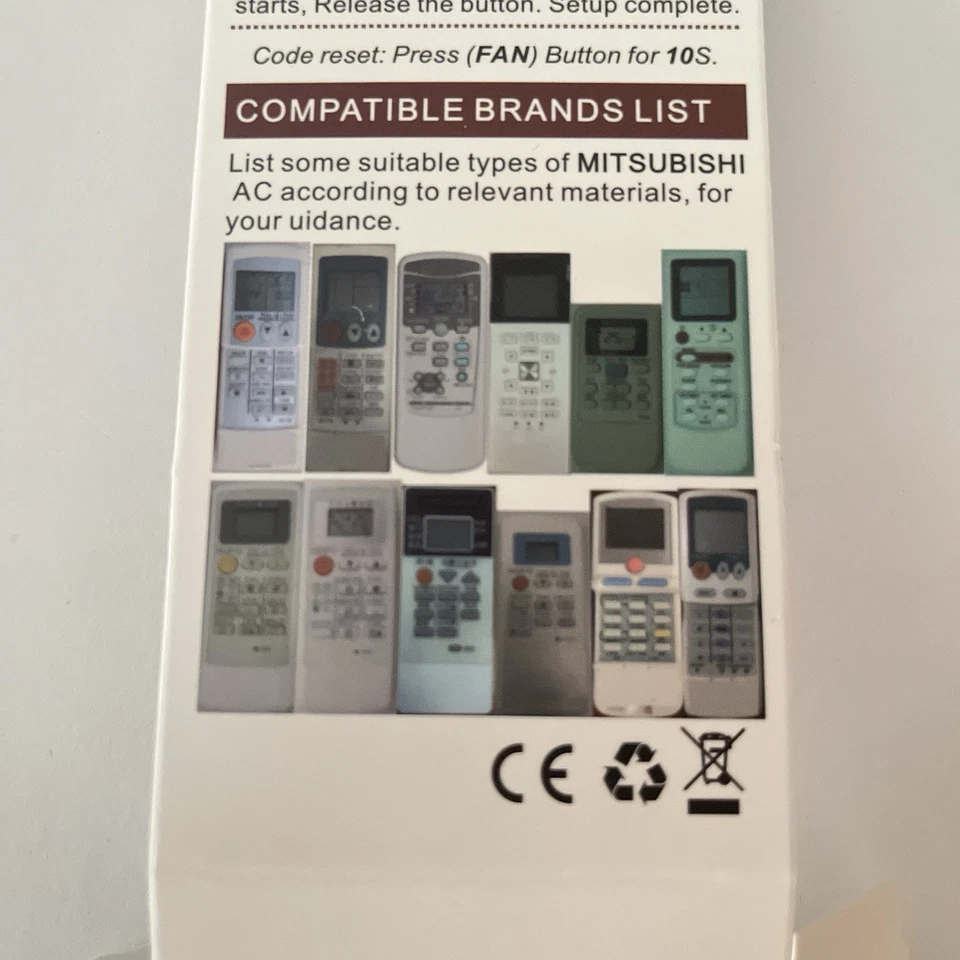 starts, Release the button. Setup complete.
Code reset: Press (FAN) Button for 10S.
COMPATIBLE BRANDS LIST
List some suitable types of MITSUBISHI
AC according to relevant materials, for
your uidance.
CE